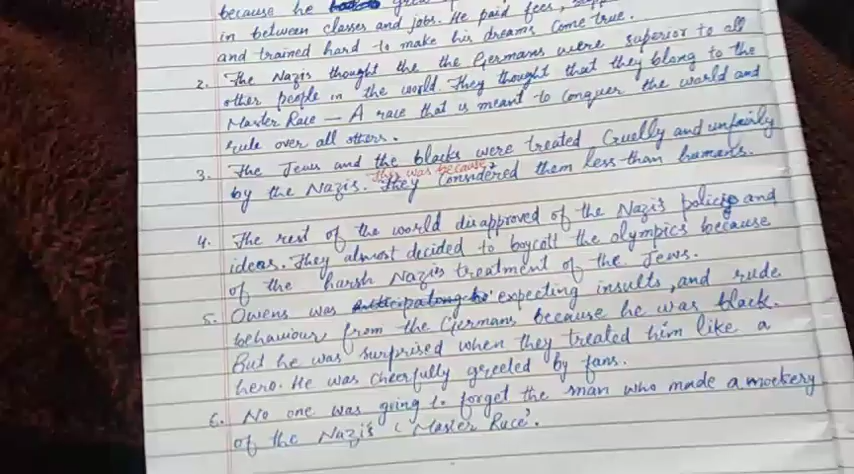 because he
in between classes and jobs. He paid fees,
and trained hard to make his dreams come true.
2. The Nazis thought the the Germans were superior to all
other people in the world. They thought that they blong to the
Master Race — A race that is meant to conquer the world and
rule over all others.
3. The Jews and the blacks were treated Cruelly and unfairly
this was because
by the Nazis. They Considered them less than humans.
4. The rest of the world disapproved of the Nazi's policies and
ideas. They almost decided to boycott the olympics because
of the harsh Nazi's treatment of the Jews.
5. Owens was expecting insults, and rude
behaviour from the Germans because he was black.
But he was surprised when they treated him like a
hero. He was cheerfully greeted by fans.
6. No one was going to forget the man who made a mockery
of the Nazi's 'Master Race'.